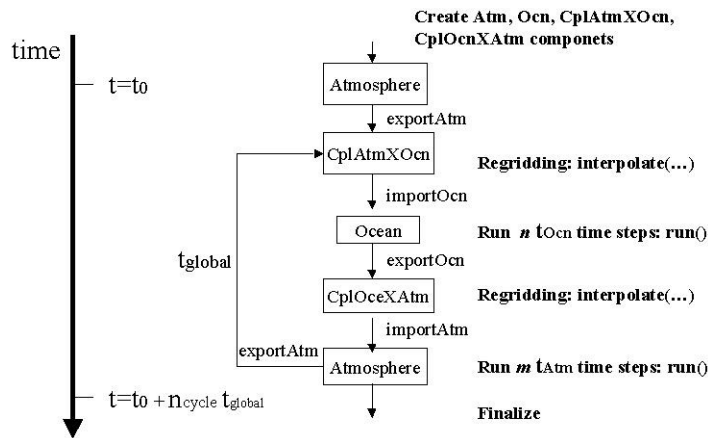 Create Atm, Ocn, CplAtmXOcn,
CplOcnXAtm componets
time
t=t0
Atmosphere
exportAtm
CplAtmXOcn
Regridding: interpolate(...)
importOcn
Ocean
Run n tOcn time steps: run()
tglobal
exportOcn
CplOceXAtm
Regridding: interpolate(...)
importAtm
exportAtm
Atmosphere
Run m tAtm time steps: run()
t=t0 + ncycle tglobal
Finalize